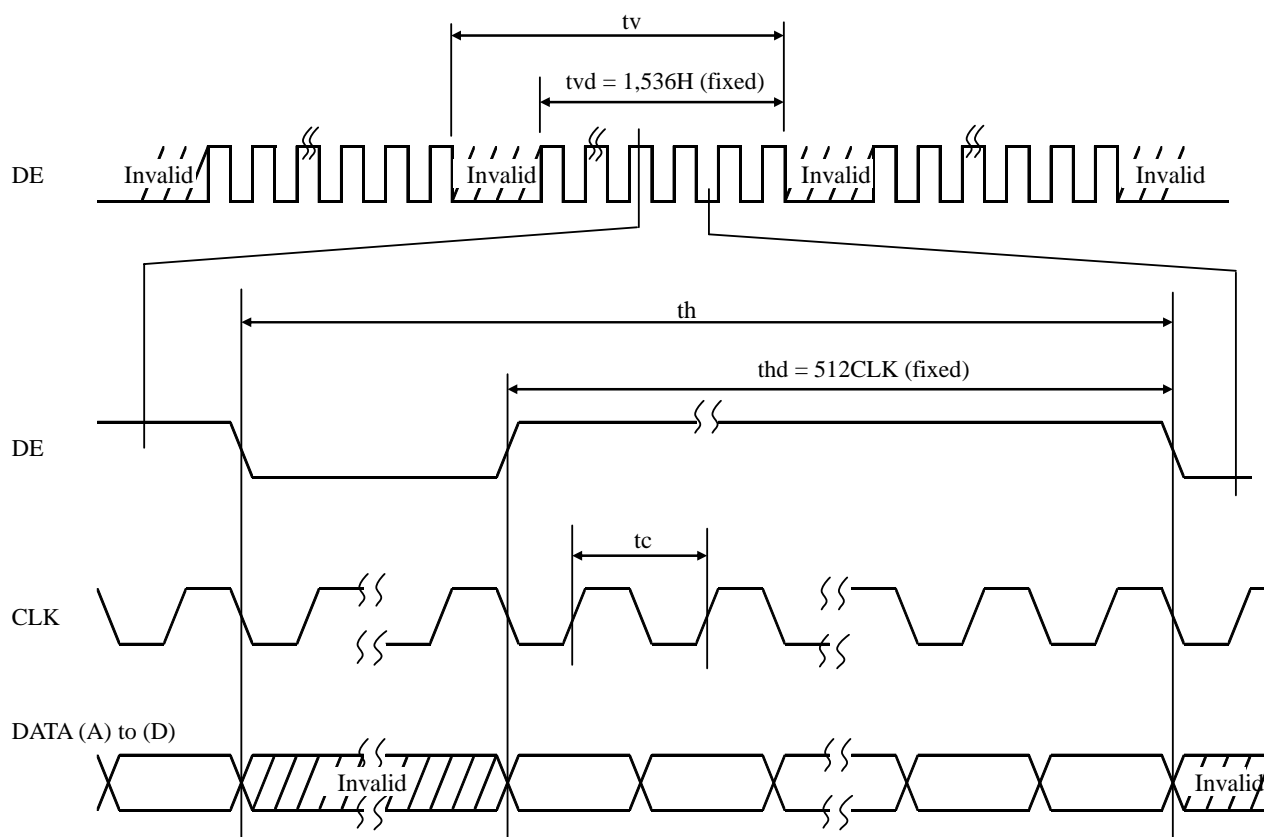 tv
tvd = 1,536H (fixed)
DE
Invalid Invalid Invalid Invalid
th
thd = 512CLK (fixed)
DE
tc
CLK
DATA (A) to (D)
Invalid Invalid